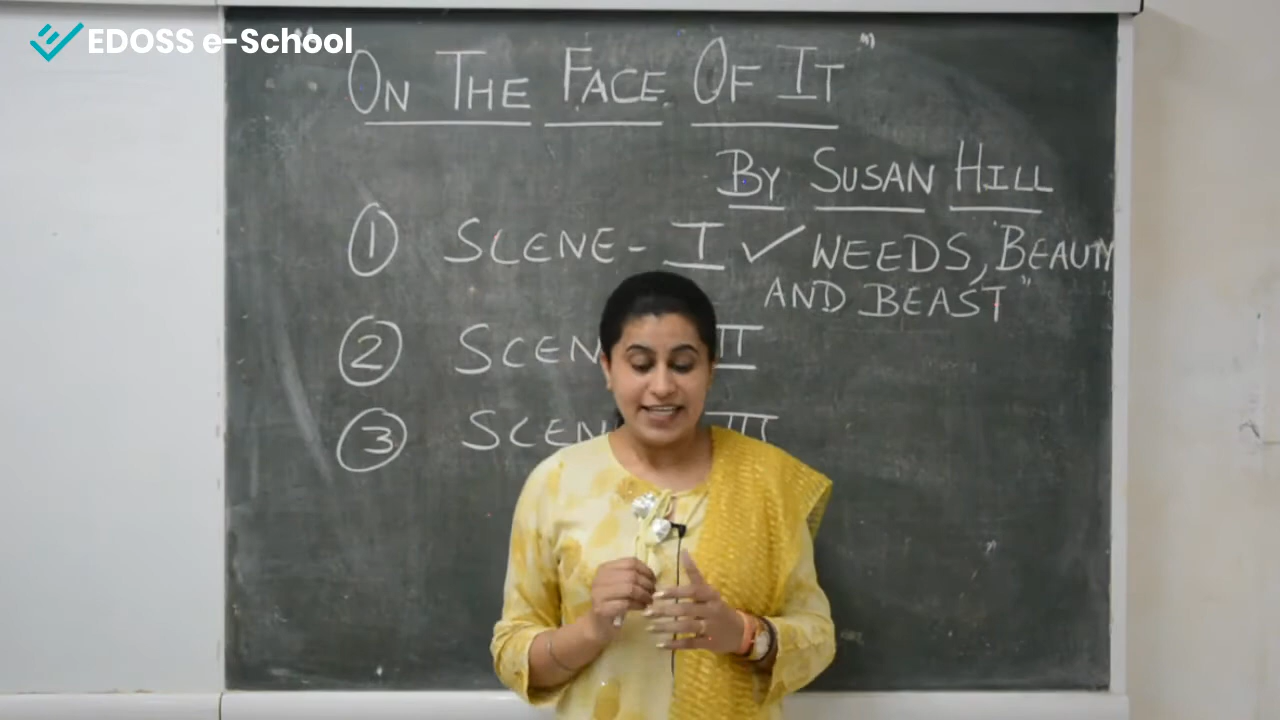 EDOSS e-School
"ON THE FACE OF IT"
BY SUSAN HILL
① SCENE - I ✓ WEEDS, BEAUTY
AND BEAST"
② SCEN II
③ SCEN III